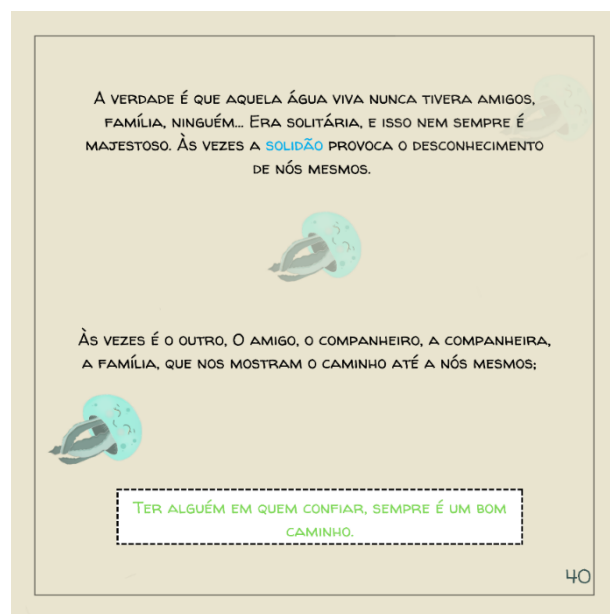 A VERDADE É QUE AQUELA ÁGUA VIVA NUNCA TIVERA AMIGOS,
FAMÍLIA, NINGUÉM... ERA SOLITÁRIA, E ISSO NEM SEMPRE É
MAJESTOSO. ÀS VEZES A SOLIDÃO PROVOCA O DESCONHECIMENTO
DE NÓS MESMOS.
ÀS VEZES É O OUTRO, O AMIGO, O COMPANHEIRO, A COMPANHEIRA,
A FAMÍLIA, QUE NOS MOSTRAM O CAMINHO ATÉ A NÓS MESMOS;
TER ALGUÉM EM QUEM CONFIAR, SEMPRE É UM BOM
CAMINHO.
40